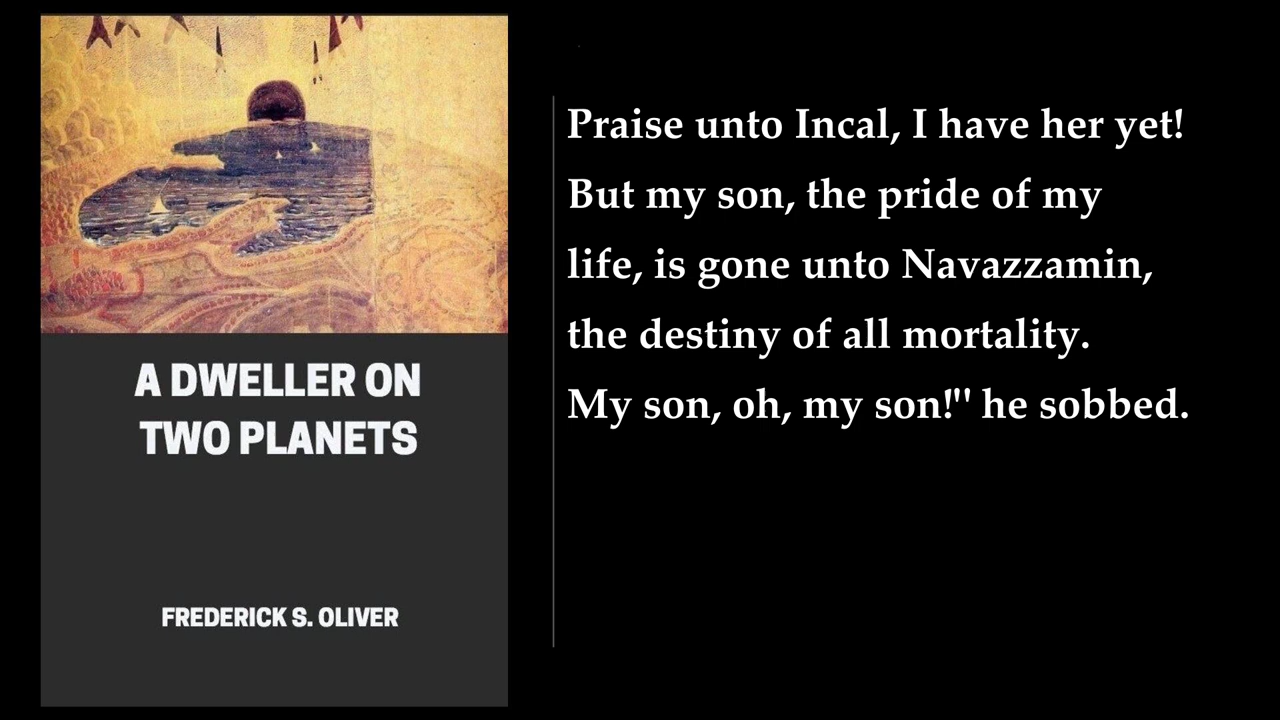 A DWELLER ON
TWO PLANETS
FREDERICK S. OLIVER
Praise unto Incal, I have her yet!
But my son, the pride of my
life, is gone unto Navazzamin,
the destiny of all mortality.
My son, oh, my son!'' he sobbed.